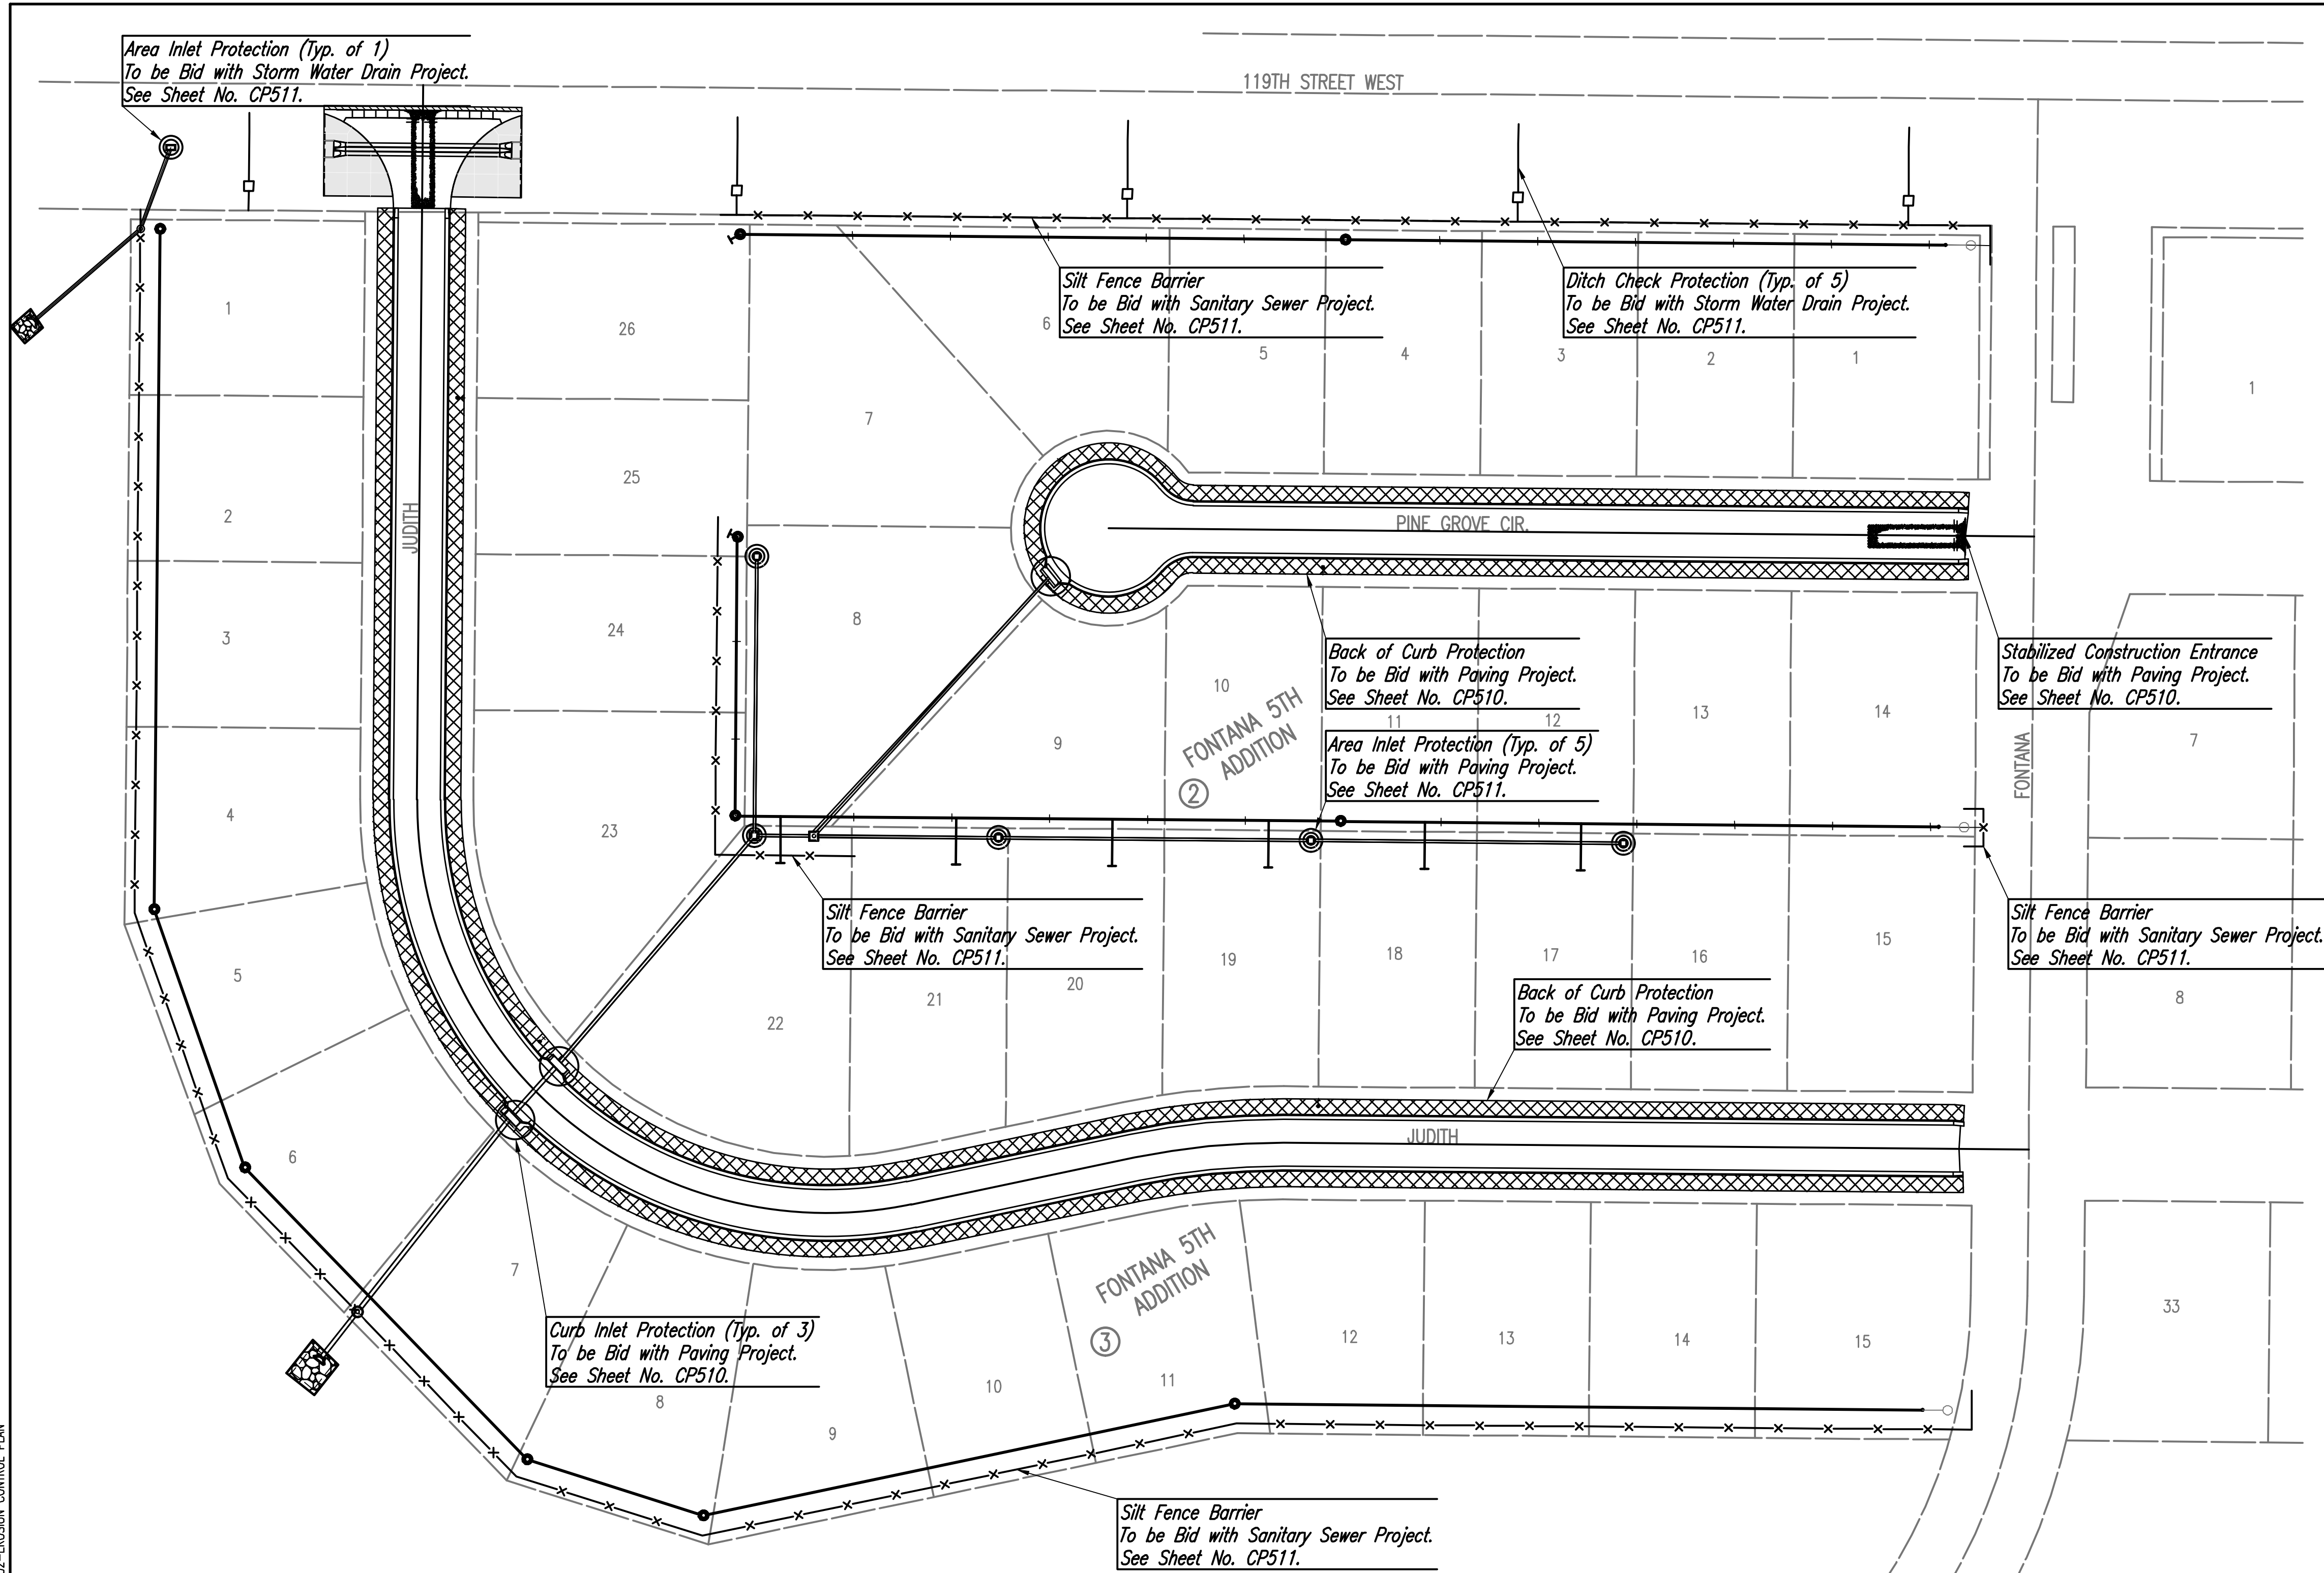 Area Inlet Protection (Typ. of 1)
To be Bid with Storm Water Drain Project.
See Sheet No. CP511.
119TH STREET WEST
Silt Fence Barrier
To be Bid with Sanitary Sewer Project.
See Sheet No. CP511.
Ditch Check Protection (Typ. of 5)
To be Bid with Storm Water Drain Project.
See Sheet No. CP511.
1
26
6
5
4
3
2
1
1
7
25
2
JUDITH
PINE GROVE CIR.
3
24
8
Back of Curb Protection
To be Bid with Paving Project.
See Sheet No. CP510.
Stabilized Construction Entrance
To be Bid with Paving Project.
See Sheet No. CP510.
10
11
12
13
14
9
FONTANA 5TH
ADDITION
2
Area Inlet Protection (Typ. of 5)
To be Bid with Paving Project.
See Sheet No. CP511.
FONTANA
7
4
23
Silt Fence Barrier
To be Bid with Sanitary Sewer Project.
See Sheet No. CP511.
Silt Fence Barrier
To be Bid with Sanitary Sewer Project.
See Sheet No. CP511.
5
22
21
20
19
18
17
16
15
8
Back of Curb Protection
To be Bid with Paving Project.
See Sheet No. CP510.
6
JUDITH
7
FONTANA 5TH
ADDITION
3
Curb Inlet Protection (Typ. of 3)
To be Bid with Paving Project.
See Sheet No. CP510.
8
9
10
11
12
13
14
15
33
Silt Fence Barrier
To be Bid with Sanitary Sewer Project.
See Sheet No. CP511.
EROSION CONTROL PLAN